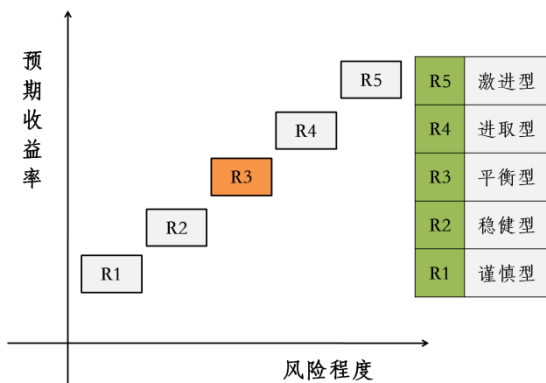 预期收益率
R5
R4
R3
R2
R1
风险程度
R5 激进型
R4 进取型
R3 平衡型
R2 稳健型
R1 谨慎型